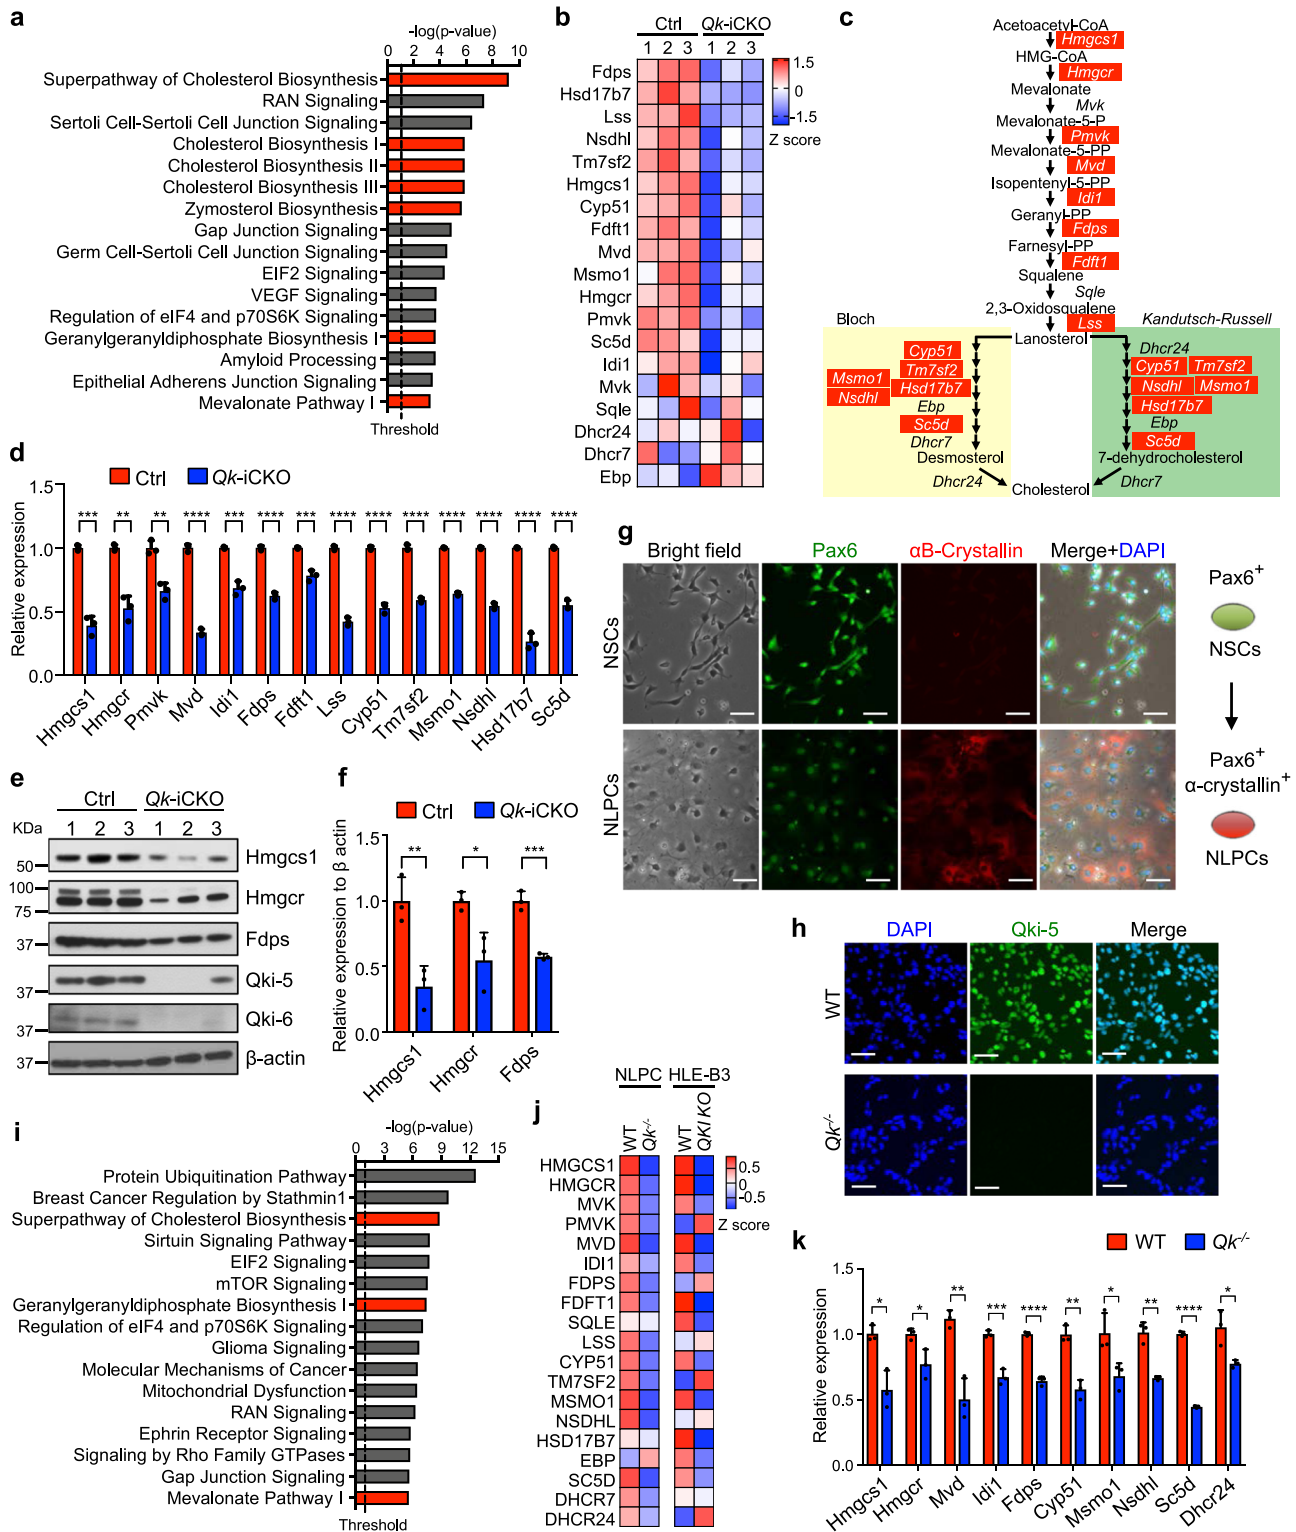 a
-log(p-value)
0 2 4 6 8 10
Superpathway of Cholesterol Biosynthesis
RAN Signaling
Sertoli Cell-Sertoli Cell Junction Signaling
Cholesterol Biosynthesis I
Cholesterol Biosynthesis II
Cholesterol Biosynthesis III
Zymosterol Biosynthesis
Gap Junction Signaling
Germ Cell-Sertoli Cell Junction Signaling
EIF2 Signaling
VEGF Signaling
Regulation of eIF4 and p70S6K Signaling
Geranylgeranyldiphosphate Biosynthesis I
Amyloid Processing
Epithelial Adherens Junction Signaling
Mevalonate Pathway I
Threshold
b
Ctrl Qk-iCKO
1 2 3 1 2 3
Fdps
Hsd17b7
Lss
Nsdhl
Tm7sf2
Hmgcs1
Cyp51
Fdft1
Mvd
Msmo1
Hmgcr
Pmvk
Sc5d
Idi1
Mvk
Sqle
Dhcr24
Dhcr7
Ebp
1.5
0
-1.5
Z score
c
Acetoacetyl-CoA
Hmgcs1
HMG-CoA
Hmgcr
Mevalonate
Mvk
Mevalonate-5-P
Pmvk
Mevalonate-5-PP
Mvd
Isopentenyl-5-PP
Idi1
Geranyl-PP
Fdps
Farnesyl-PP
Fdft1
Squalene
Sqle
2,3-Oxidosqualene
Lss
Lanosterol
Bloch
Cyp51
Tm7sf2
Msmo1 Hsd17b7
Nsdhl
Ebp
Sc5d
Dhcr7
Desmosterol
Dhcr24
Kandutsch-Russell
Dhcr24
Cyp51 Tm7sf2
Nsdhl Msmo1
Hsd17b7
Ebp
Sc5d
7-dehydrocholesterol
Dhcr7
Cholesterol
d
Ctrl Qk-iCKO
Relative expression
1.5
1.0
0.5
0.0
*** ** ** **** *** **** *** **** **** **** **** **** **** ****
Hmgcs1 Hmgcr Pmvk Mvd Idi1 Fdps Fdft1 Lss Cyp51 Tm7sf2 Msmo1 Nsdhl Hsd17b7 Sc5d
e
Ctrl Qk-iCKO
KDa 1 2 3 1 2 3
50 Hmgcs1
100
75 Hmgcr
37 Fdps
37 Qki-5
37 Qki-6
37 β-actin
f
Ctrl Qk-iCKO
Relative expression to β actin
1.5
1.0
0.5
0.0
** * ***
Hmgcs1 Hmgcr Fdps
g
Bright field Pax6 αB-Crystallin Merge+DAPI
NSCs
NLPCs
Pax6+
NSCs
Pax6+
α-crystallin+
NLPCs
h
DAPI Qki-5 Merge
WT
Qk-/-
i
-log(p-value)
0 3 6 9 12 15
Protein Ubiquitination Pathway
Breast Cancer Regulation by Stathmin1
Superpathway of Cholesterol Biosynthesis
Sirtuin Signaling Pathway
EIF2 Signaling
mTOR Signaling
Geranylgeranyldiphosphate Biosynthesis I
Regulation of eIF4 and p70S6K Signaling
Glioma Signaling
Molecular Mechanisms of Cancer
Mitochondrial Dysfunction
RAN Signaling
Ephrin Receptor Signaling
Signaling by Rho Family GTPases
Gap Junction Signaling
Mevalonate Pathway I
Threshold
j
NLPC HLE-B3
WT Qk-/- WT QKI KO
HMGCS1
HMGCR
MVK
PMVK
MVD
IDI1
FDPS
FDFT1
SQLE
LSS
CYP51
TM7SF2
MSMO1
NSDHL
HSD17B7
EBP
SC5D
DHCR7
DHCR24
0.5
0
-0.5
Z score
k
WT Qk-/-
Relative expression
1.5
1.0
0.5
0.0
* * ** *** **** ** * ** **** *
Hmgcs1 Hmgcr Mvd Idi1 Fdps Cyp51 Msmo1 Nsdhl Sc5d Dhcr24